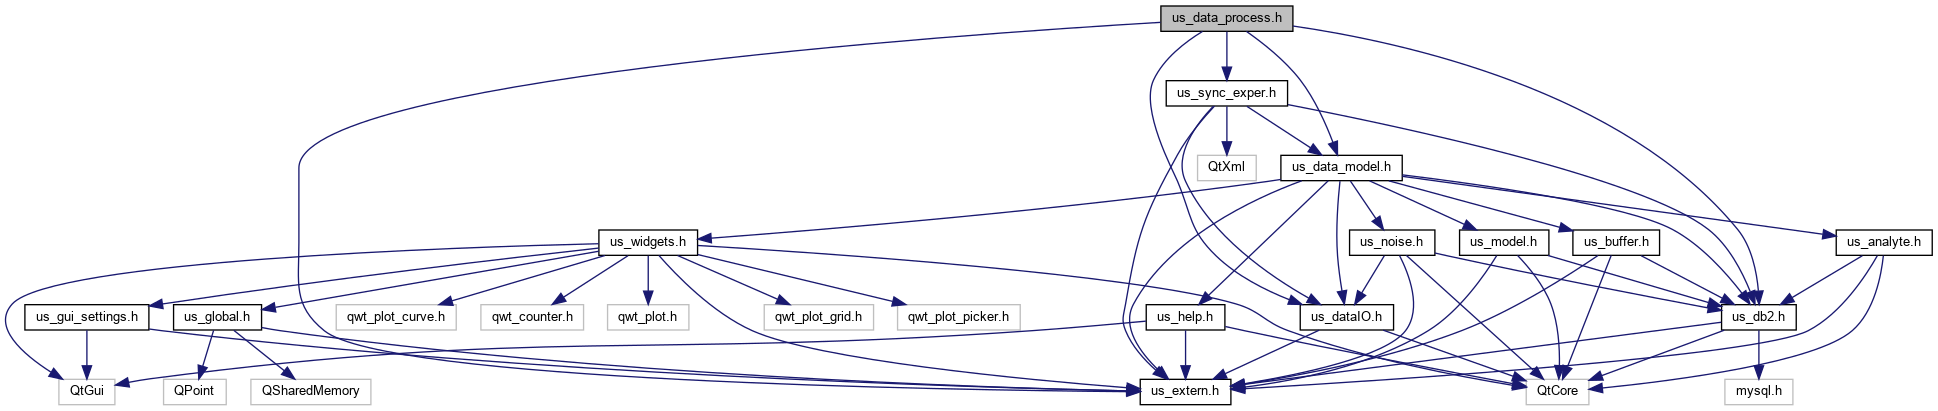 us_data_process.h
us_sync_exper.h
QtXml
us_data_model.h
us_widgets.h
us_noise.h
us_model.h
us_buffer.h
us_analyte.h
us_gui_settings.h
us_global.h
qwt_plot_curve.h
qwt_counter.h
qwt_plot.h
qwt_plot_grid.h
qwt_plot_picker.h
us_help.h
us_dataIO.h
us_db2.h
QtGui
QPoint
QSharedMemory
us_extern.h
QtCore
mysql.h